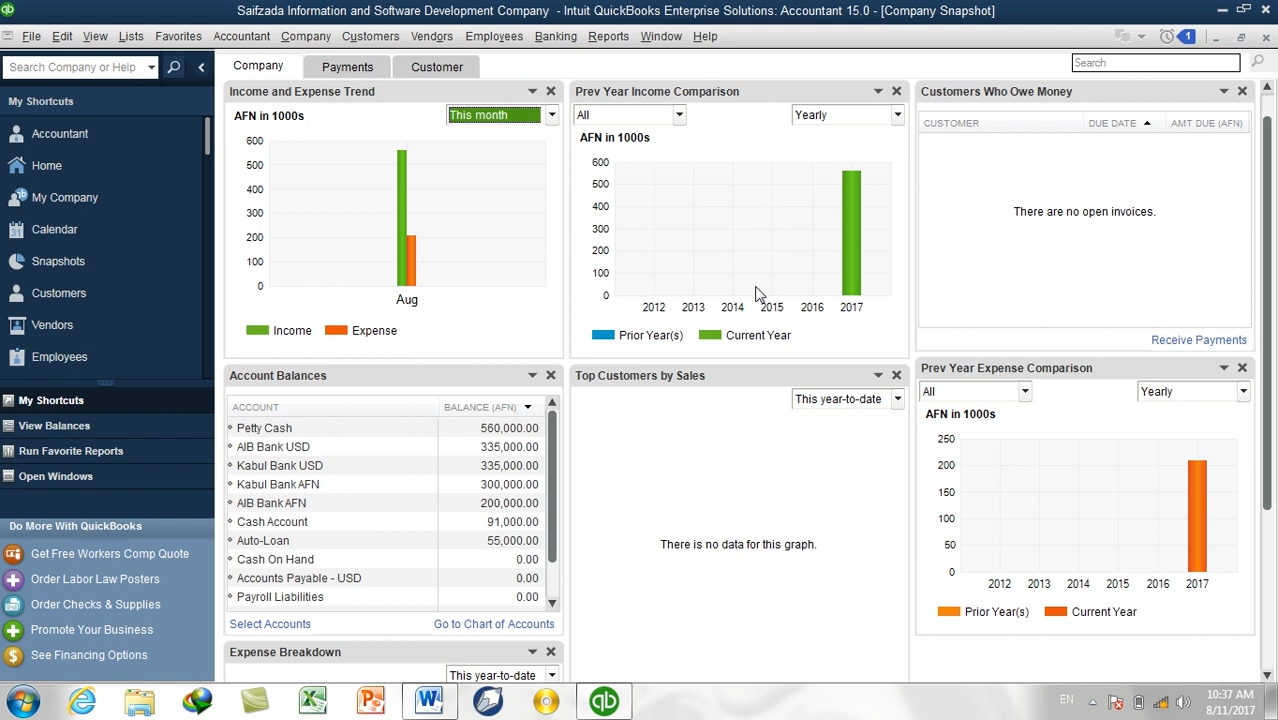 Saifzada Information and Software Development Company - Intuit QuickBooks Enterprise Solutions: Accountant 15.0 - [Company Snapshot]
File Edit View Lists Favorites Accountant Company Customers Vendors Employees Banking Reports Window Help 1
Search Company or Help
My Shortcuts
Accountant
Home
My Company
Calendar
Snapshots
Customers
Vendors
Employees
My Shortcuts
View Balances
Run Favorite Reports
Open Windows
Do More With QuickBooks
Get Free Workers Comp Quote
Order Labor Law Posters
Order Checks & Supplies
Promote Your Business
See Financing Options
Company Payments Customer
Search
Income and Expense Trend
AFN in 1000s This month
600
500
400
300
200
100
0
Aug
Income Expense
Prev Year Income Comparison
All Yearly
AFN in 1000s
600
500
400
300
200
100
0
2012 2013 2014 2015 2016 2017
Prior Year(s) Current Year
Customers Who Owe Money
CUSTOMER DUE DATE AMT DUE (AFN)
There are no open invoices.
Receive Payments
Account Balances
ACCOUNT BALANCE (AFN)
Petty Cash 560,000.00
AIB Bank USD 335,000.00
Kabul Bank USD 335,000.00
Kabul Bank AFN 300,000.00
AIB Bank AFN 200,000.00
Cash Account 91,000.00
Auto-Loan 55,000.00
Cash On Hand 0.00
Accounts Payable - USD 0.00
Payroll Liabilities 0.00
Select Accounts Go to Chart of Accounts
Top Customers by Sales
This year-to-date
There is no data for this graph.
Prev Year Expense Comparison
All Yearly
AFN in 1000s
250
200
150
100
50
0
2012 2013 2014 2015 2016 2017
Prior Year(s) Current Year
Expense Breakdown
This year-to-date
EN
10:37 AM
8/11/2017